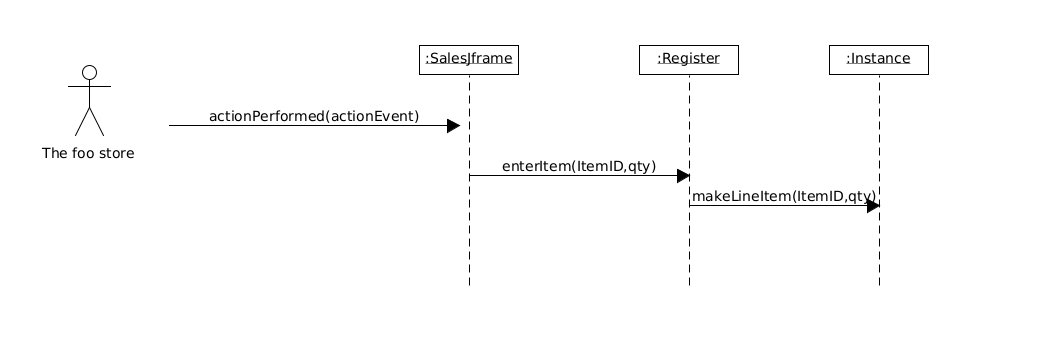 :SalesJframe
:Register
:Instance
actionPerformed(actionEvent)
The foo store
enterItem(ItemID,qty)
makeLineItem(ItemID,qty)